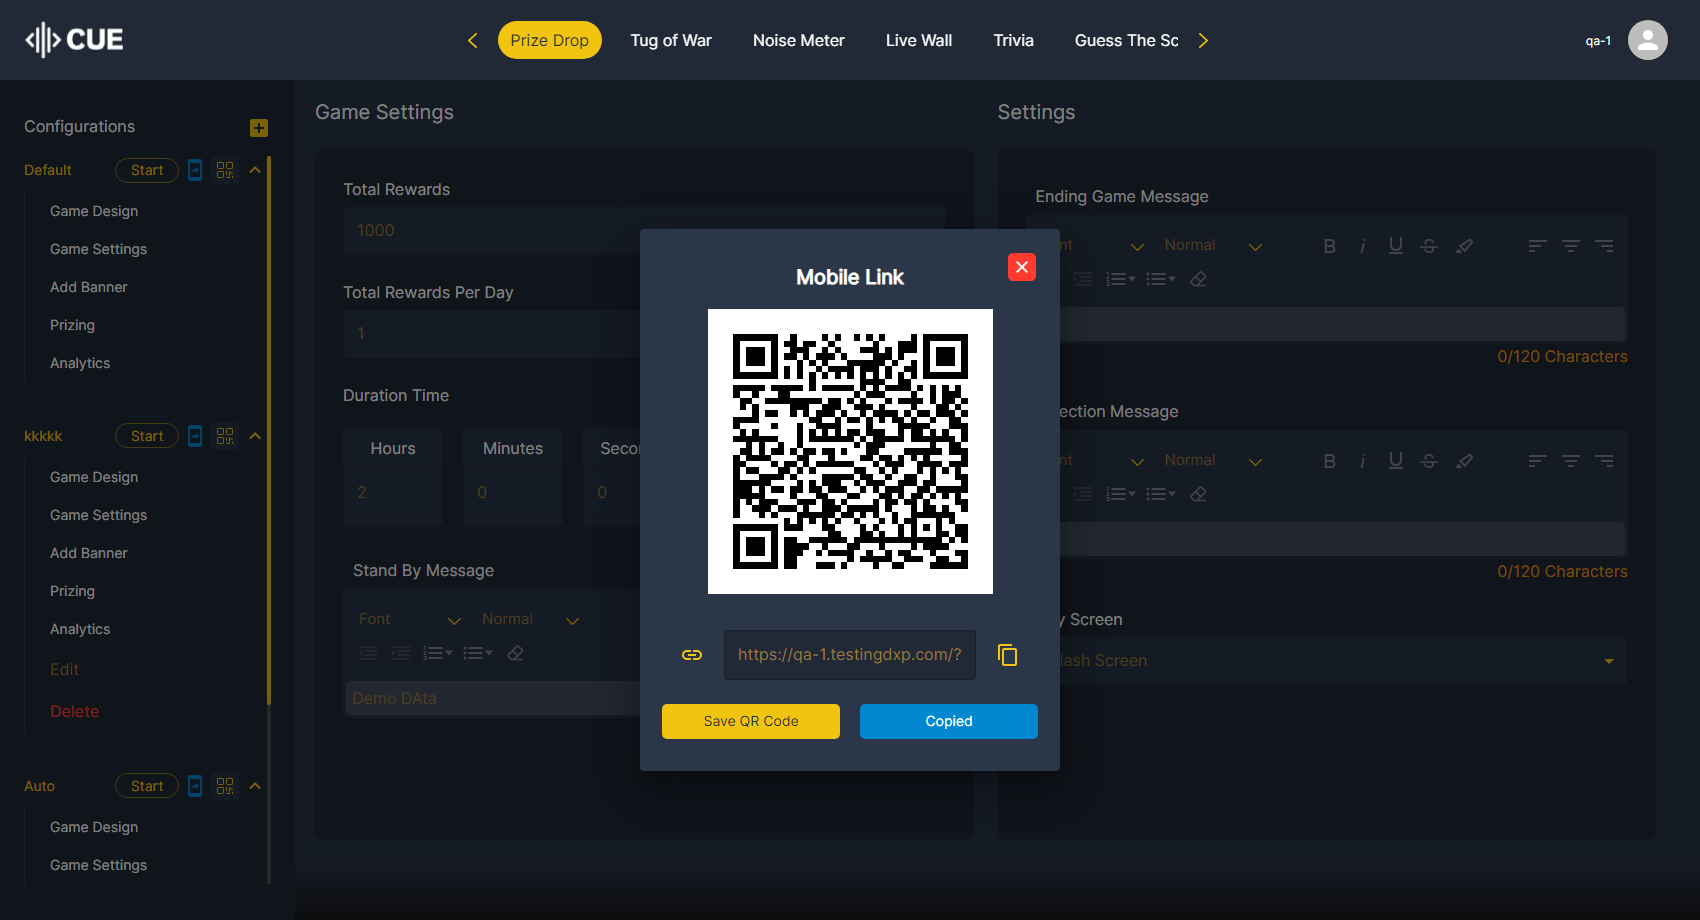 CUE
Prize Drop
Tug of War
Noise Meter
Live Wall
Trivia
Guess The Sc
qa-1
Configurations
Default
Start
Game Design
Game Settings
Add Banner
Prizing
Analytics
kkkkk
Start
Game Design
Game Settings
Add Banner
Prizing
Analytics
Edit
Delete
Auto
Start
Game Design
Game Settings
Game Settings
Total Rewards
1000
Total Rewards Per Day
1
Duration Time
Hours
Minutes
Secon
2
0
0
Stand By Message
Font
Normal
Demo DAta
Mobile Link
https://qa-1.testingdxp.com/?
Save QR Code
Copied
Settings
Ending Game Message
nt
Normal
B i U S
0/120 Characters
ection Message
nt
Normal
B i U S
0/120 Characters
y Screen
lash Screen